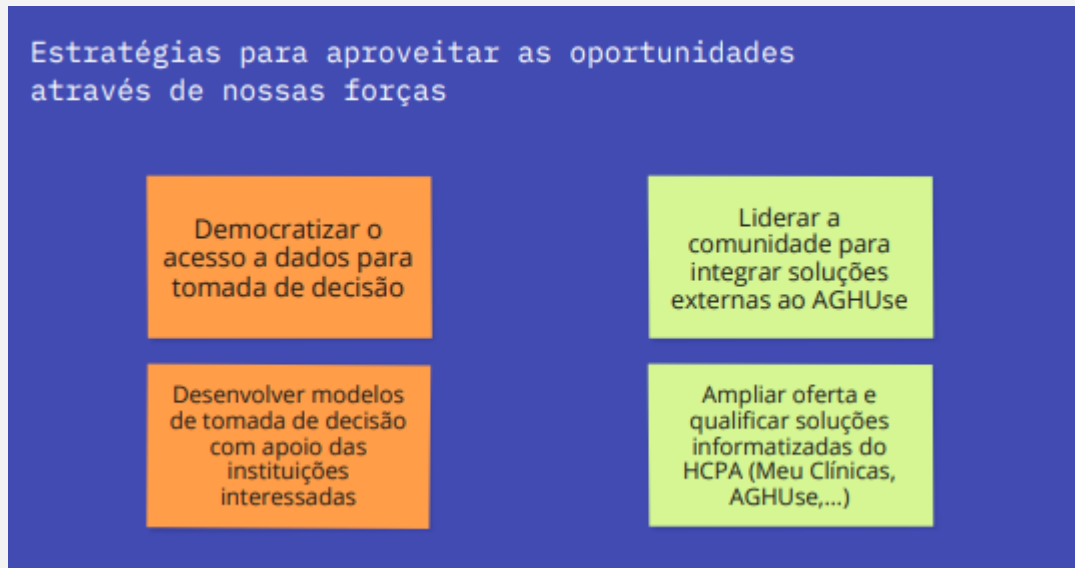 Estratégias para aproveitar as oportunidades
através de nossas forças
Democratizar o
acesso a dados para
tomada de decisão
Liderar a
comunidade para
integrar soluções
externas ao AGHUse
Desenvolver modelos
de tomada de decisão
com apoio das
instituições
interessadas
Ampliar oferta e
qualificar soluções
informatizadas do
HCPA (Meu Clínicas,
AGHUse,...)